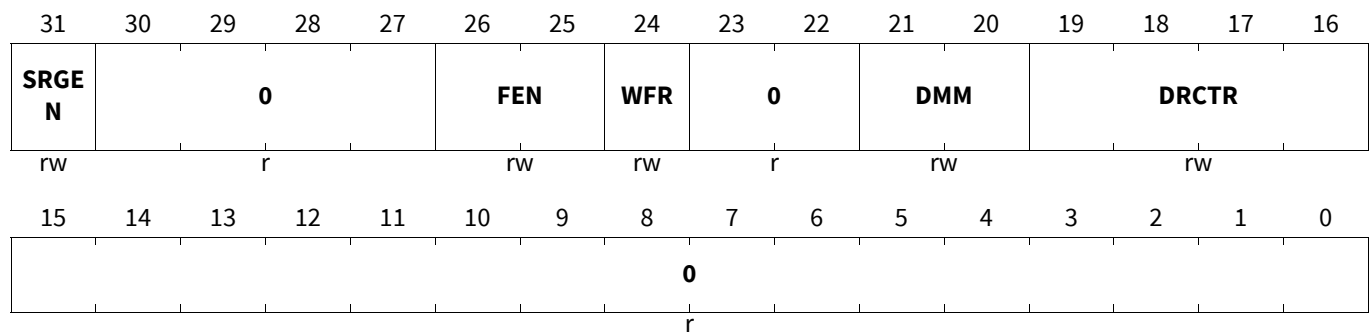 31 30 29 28 27 26 25 24 23 22 21 20 19 18 17 16
SRGE
N 0 FEN WFR 0 DMM DRCTR
rw r rw rw r rw rw
15 14 13 12 11 10 9 8 7 6 5 4 3 2 1 0
0
r